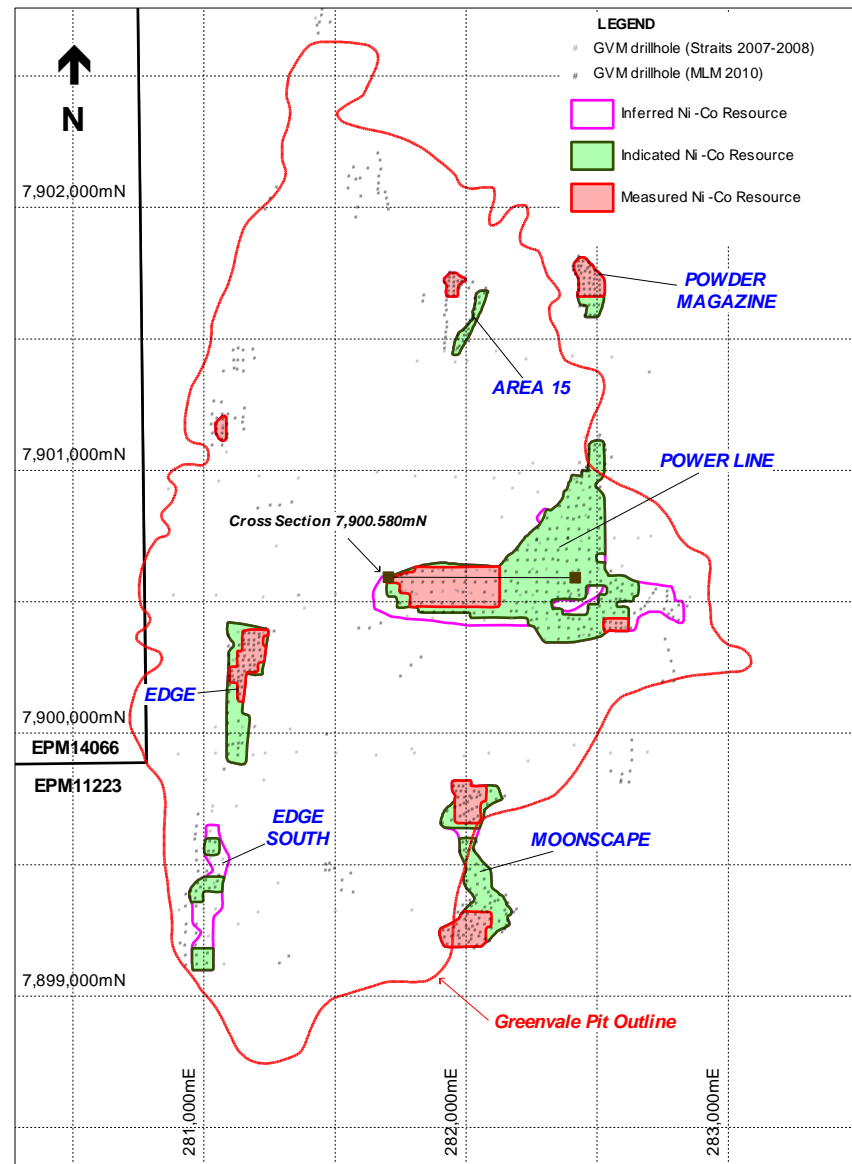 LEGEND
GVM drillhole (Straits 2007-2008)
GVM drillhole (MLM 2010)
Inferred Ni -Co Resource
Indicated Ni -Co Resource
Measured Ni -Co Resource
N
7,902,000mN
POWDER
MAGAZINE
AREA 15
7,901,000mN
POWER LINE
Cross Section 7,900.580mN
EDGE
7,900,000mN
EPM14066
EPM11223
EDGE
SOUTH
MOONSCAPE
7,899,000mN
Greenvale Pit Outline
281,000mE
282,000mE
283,000mE